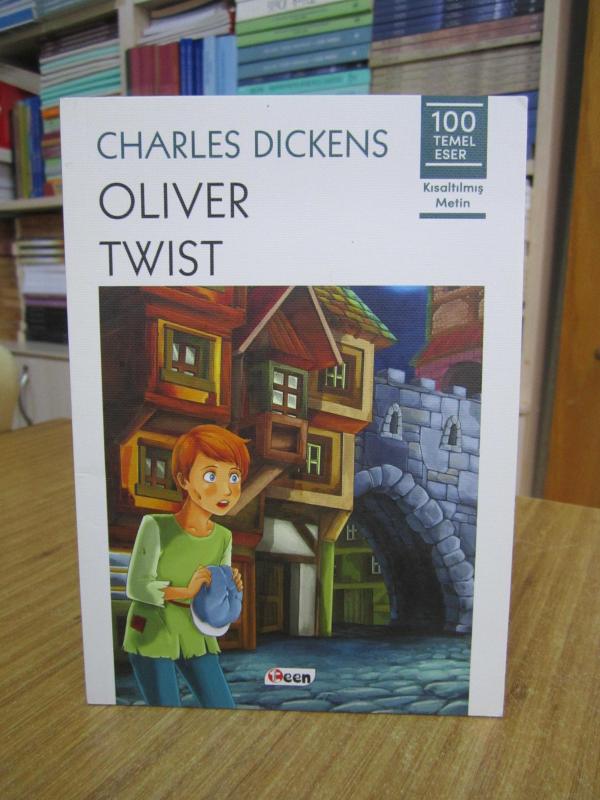 CHARLES DICKENS
OLIVER
TWIST
100
TEMEL
ESER
Kısaltılmış
Metin
teen